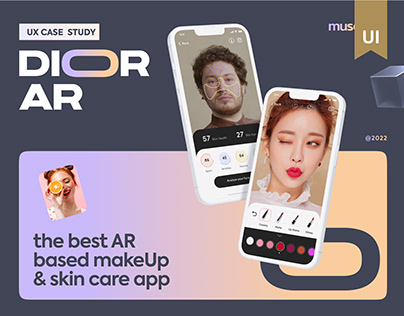 UX CASE STUDY
DIOR
AR
muse
UI
@2022
57
27
the best AR
based makeUp
& skin care app